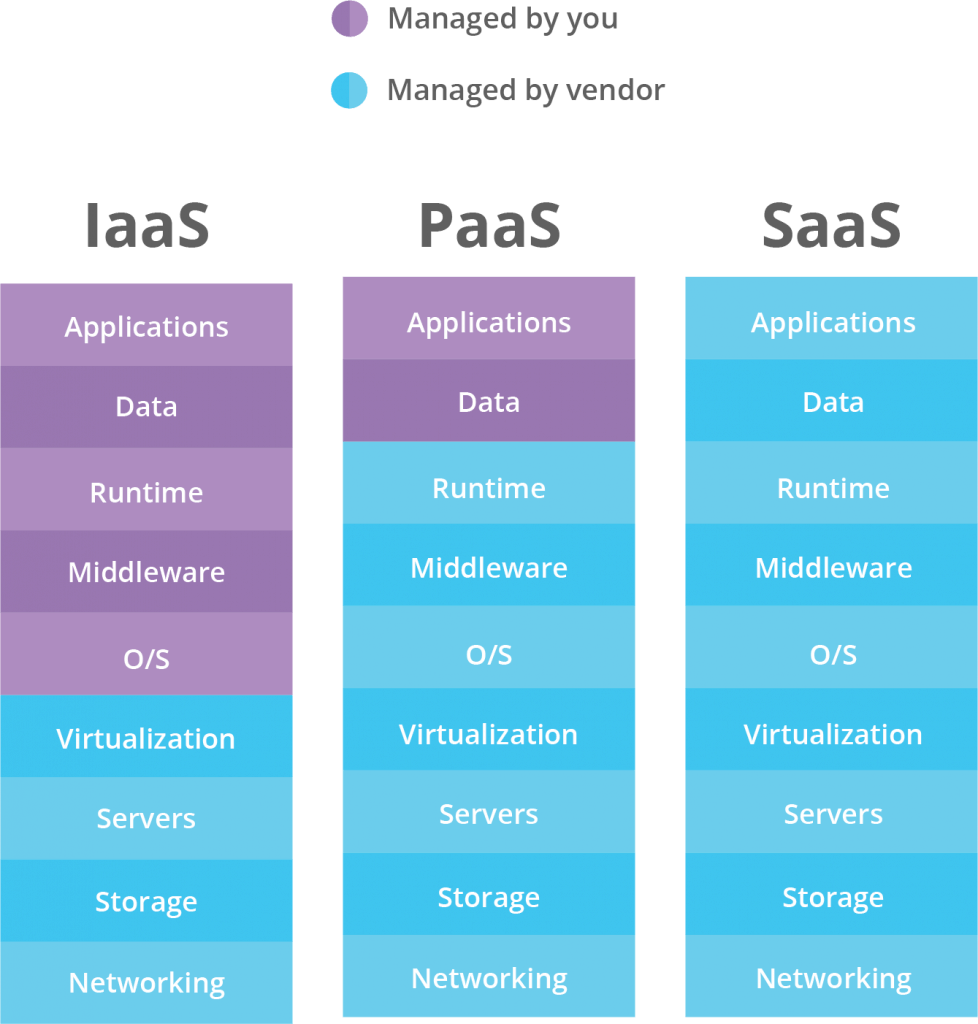 Managed by you
Managed by vendor
IaaS
PaaS
SaaS
Applications
Data
Runtime
Middleware
O/S
Virtualization
Servers
Storage
Networking
Applications
Data
Runtime
Middleware
O/S
Virtualization
Servers
Storage
Networking
Applications
Data
Runtime
Middleware
O/S
Virtualization
Servers
Storage
Networking